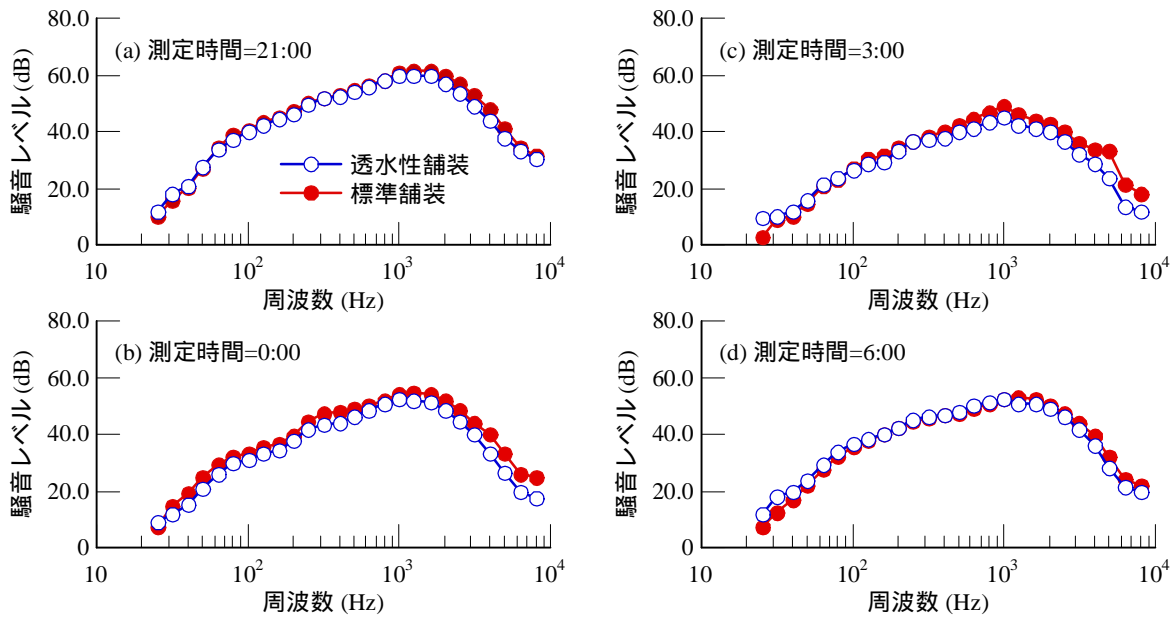 (a) 測定時間=21:00
騒音レベル (dB)
80.0
60.0
40.0
20.0
0
透水性舗装
標準舗装
10
10²
10³
10⁴
周波数 (Hz)
(c) 測定時間=3:00
騒音レベル (dB)
80.0
60.0
40.0
20.0
0
10
10²
10³
10⁴
周波数 (Hz)
(b) 測定時間=0:00
騒音レベル (dB)
80.0
60.0
40.0
20.0
0
10
10²
10³
10⁴
周波数 (Hz)
(d) 測定時間=6:00
騒音レベル (dB)
80.0
60.0
40.0
20.0
0
10
10²
10³
10⁴
周波数 (Hz)